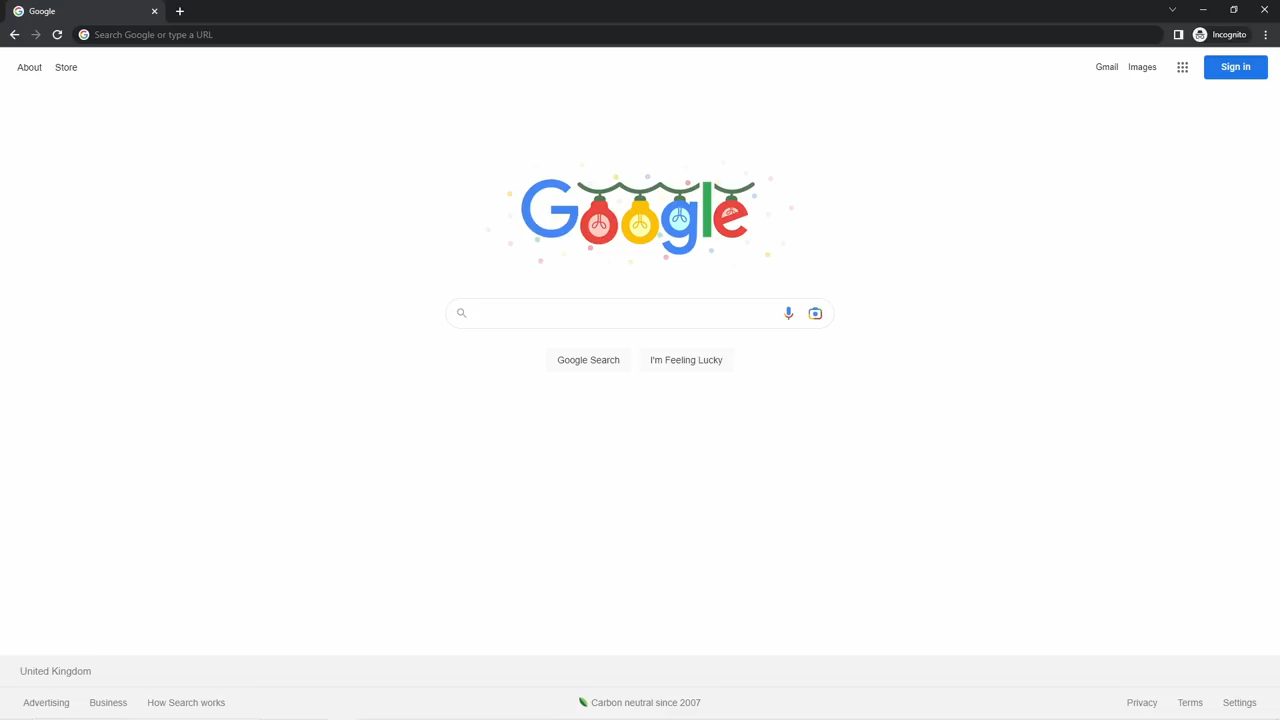 Google
Search Google or type a URL
Incognito
About Store
Gmail Images Sign in
Google
Google Search I'm Feeling Lucky
United Kingdom
Advertising Business How Search works Carbon neutral since 2007 Privacy Terms Settings